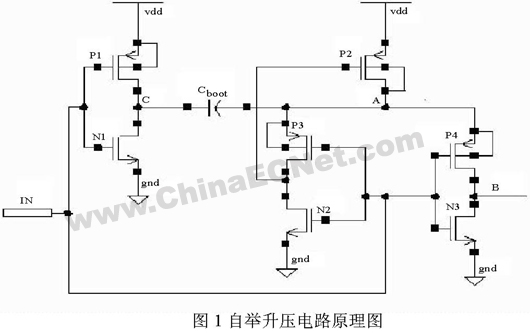 vdd
vdd
P1
P2
C
C boot
A
P3
P4
N1
IN
gnd
N2
B
N3
gnd
gnd
www.ChinaECNet.com
图 1 自举升压电路原理图